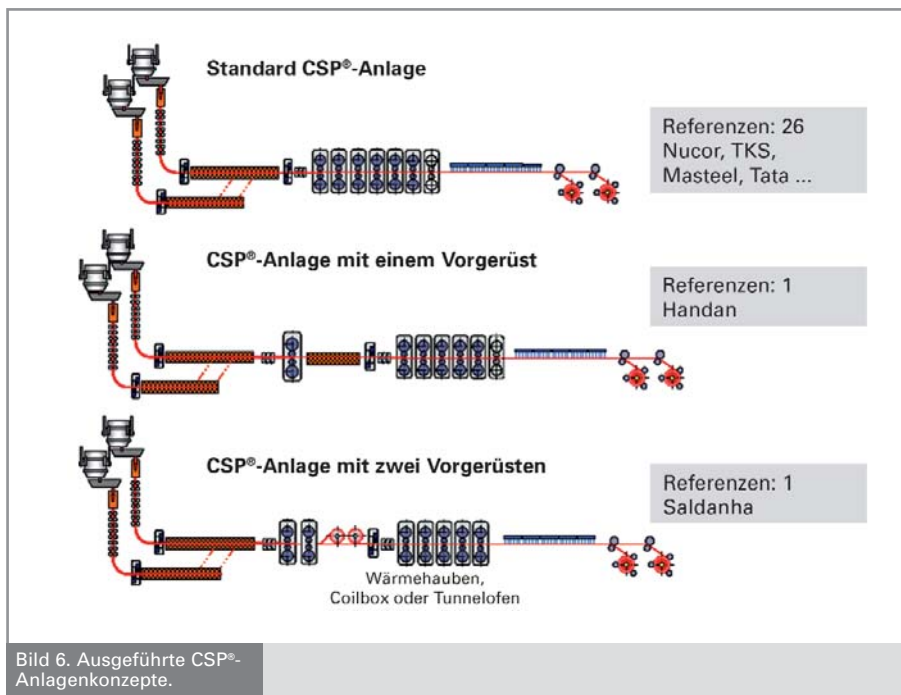 Standard CSP®-Anlage
Referenzen: 26
Nucor, TKS,
Masteel, Tata ...
CSP®-Anlage mit einem Vorgerüst
Referenzen: 1
Handan
CSP®-Anlage mit zwei Vorgerüsten
Referenzen: 1
Saldanha
Wärmehauben,
Coilbox oder Tunnelofen
Bild 6. Ausgeführte CSP®-
Anlagenkonzepte.